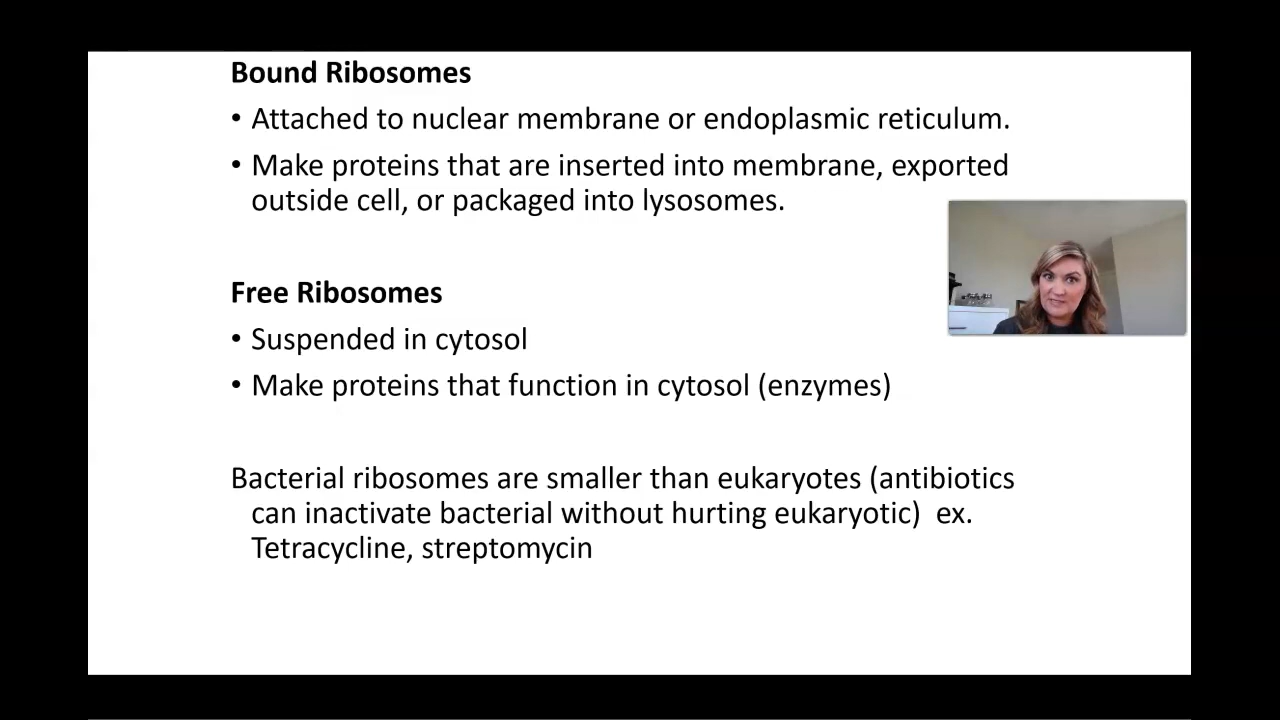 Bound Ribosomes
• Attached to nuclear membrane or endoplasmic reticulum.
• Make proteins that are inserted into membrane, exported
outside cell, or packaged into lysosomes.
Free Ribosomes
• Suspended in cytosol
• Make proteins that function in cytosol (enzymes)
Bacterial ribosomes are smaller than eukaryotes (antibiotics
can inactivate bacterial without hurting eukaryotic)  ex.
Tetracycline, streptomycin